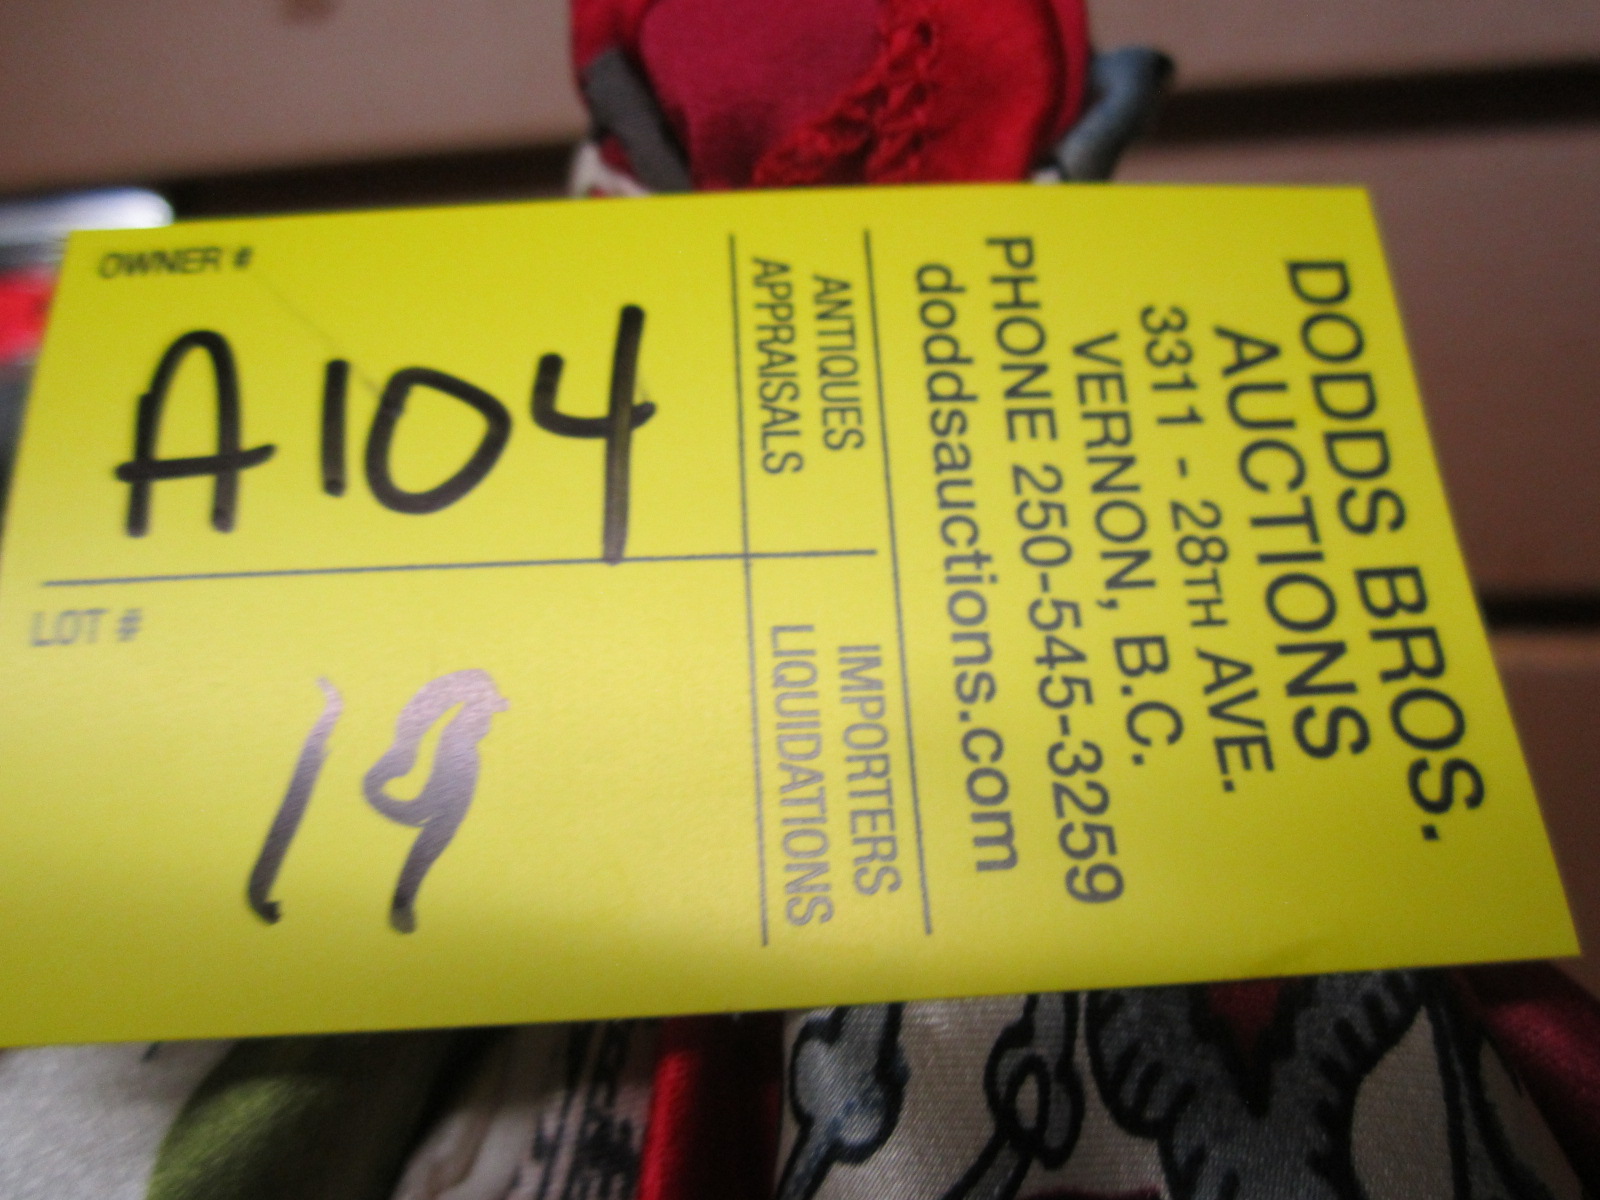 DODDS BROS.
AUCTIONS
3311 - 28TH AVE.
VERNON, B.C.
PHONE 250-545-3259
doddsauctions.com
ANTIQUES
APPRAISALS
IMPORTERS
LIQUIDATIONS
OWNER #
A104
LOT #
19